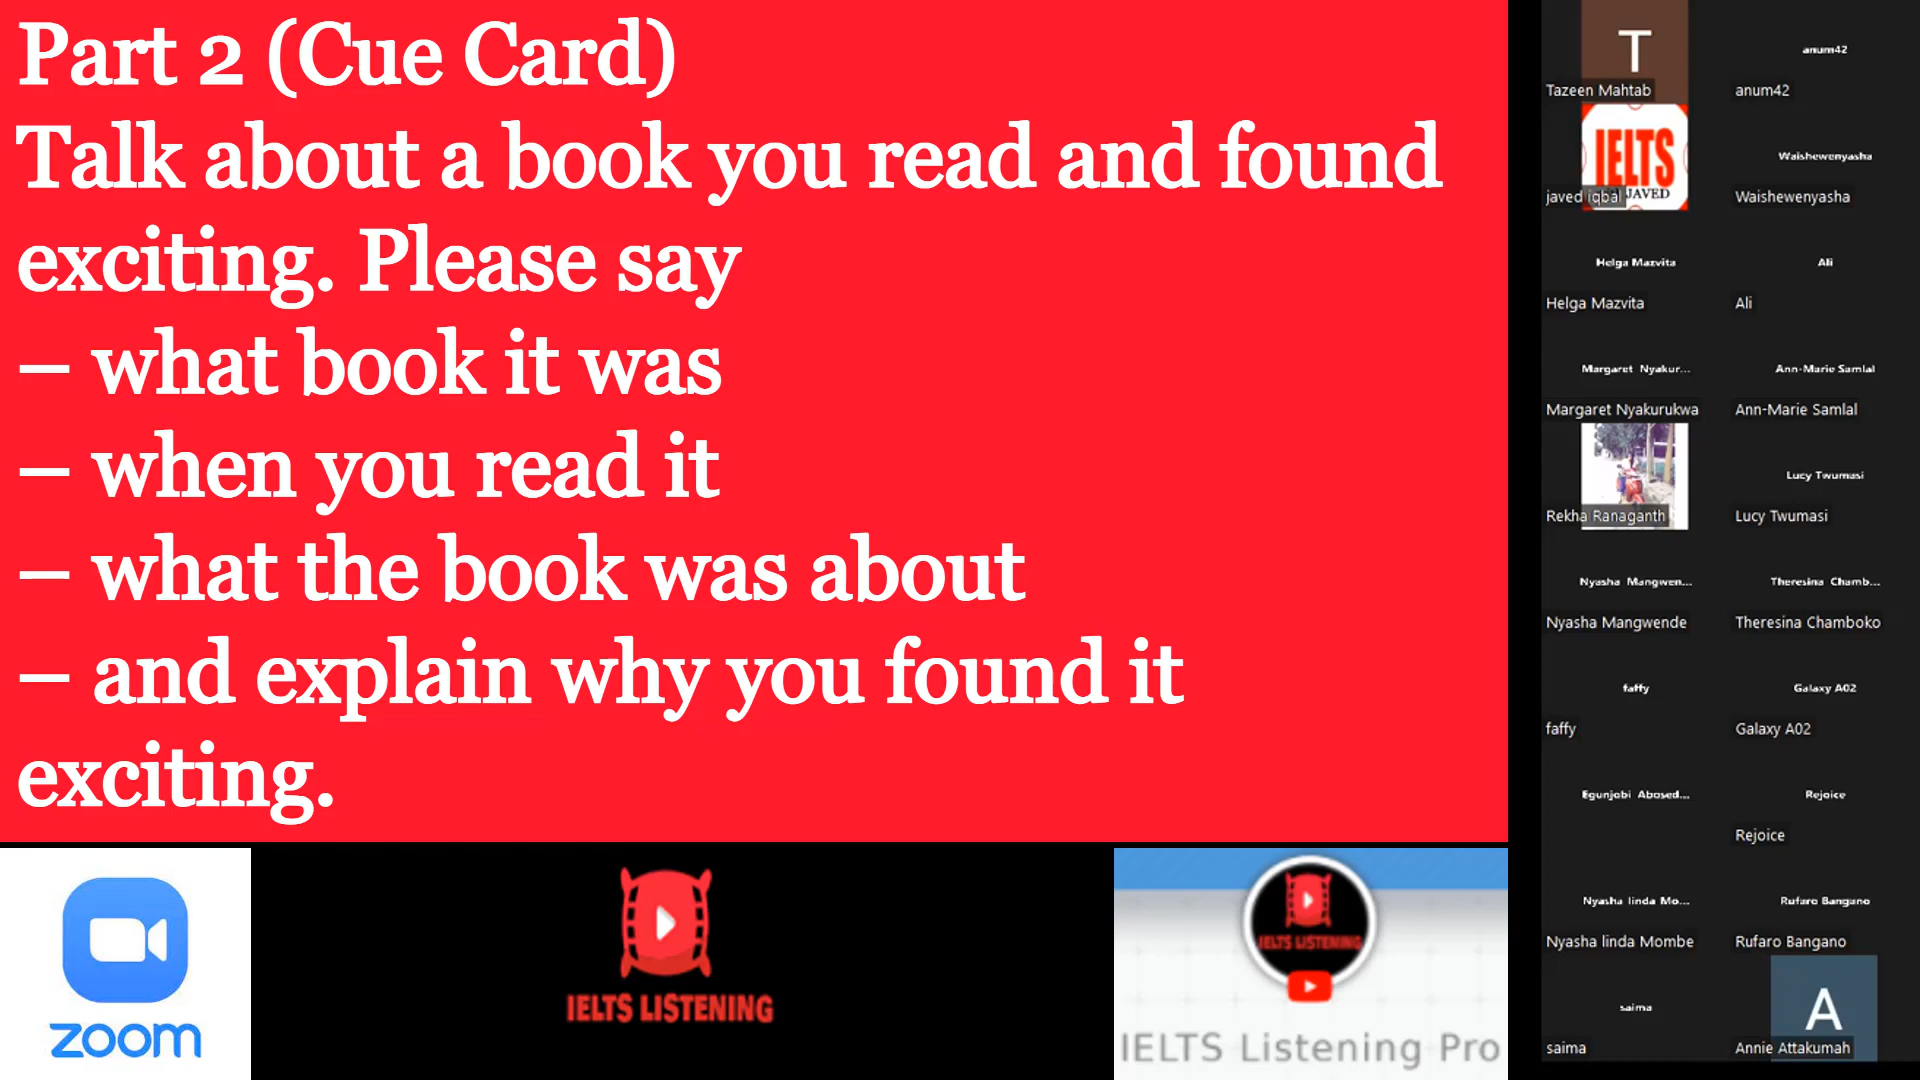 Part 2 (Cue Card)
Talk about a book you read and found
exciting. Please say
– what book it was
– when you read it
– what the book was about
– and explain why you found it
exciting.
zoom
IELTS LISTENING
IELTS LISTENING
IELTS Listening Pro
T
Tazeen Mahtab
anum42
anum42
IELTS
JAVED
javed iqbal
Waishewenyasha
Waishewenyasha
Helga Mazvita
Helga Mazvita
Ali
Ali
Margaret Nyakur...
Margaret Nyakurukwa
Ann-Marie Samlal
Ann-Marie Samlal
Rekha Ranaganth
Lucy Twumasi
Lucy Twumasi
Nyasha Mangwen...
Nyasha Mangwende
Theresina Chamb...
Theresina Chamboko
faffy
faffy
Galaxy A02
Galaxy A02
Egunjobi Abosed...
Rejoice
Rejoice
Nyasha linda Mo...
Nyasha linda Mombe
Rufaro Bangano
Rufaro Bangano
saima
saima
A
Annie Attakumah